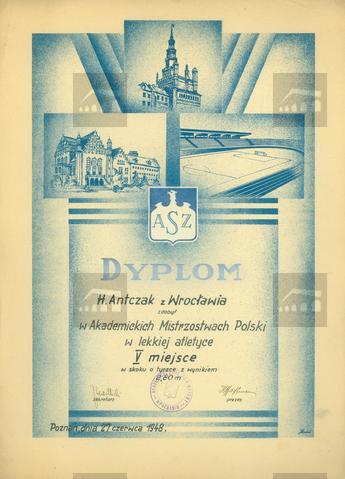 ASZ
DYPLOM
H. Antczak z Wrocławia
zdobył
w Akademickich Mistrzostwach Polski
w lekkiej atletyce
V miejsce
w skoku o tyczce z wynikiem
2,80 m
sekretarz
prezes
Poznań dnia 27 czerwca 1948.